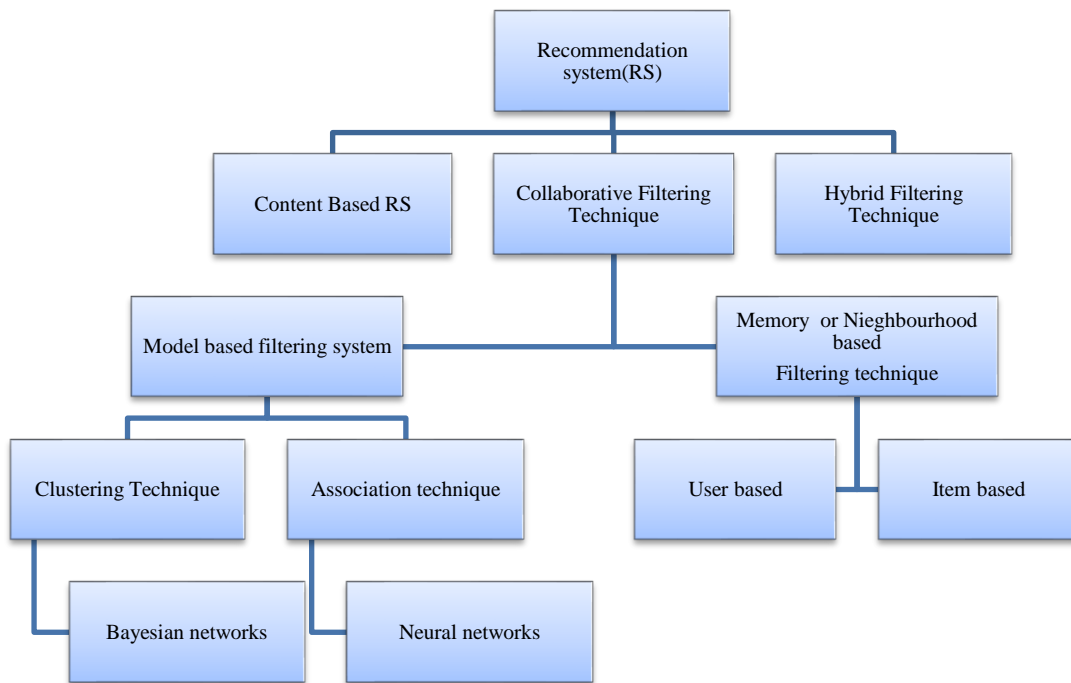 Recommendation
system(RS)
Content Based RS
Collaborative Filtering
Technique
Hybrid Filtering
Technique
Model based filtering system
Memory or Nieghbourhood
based
Filtering technique
Clustering Technique
Association technique
User based
Item based
Bayesian networks
Neural networks